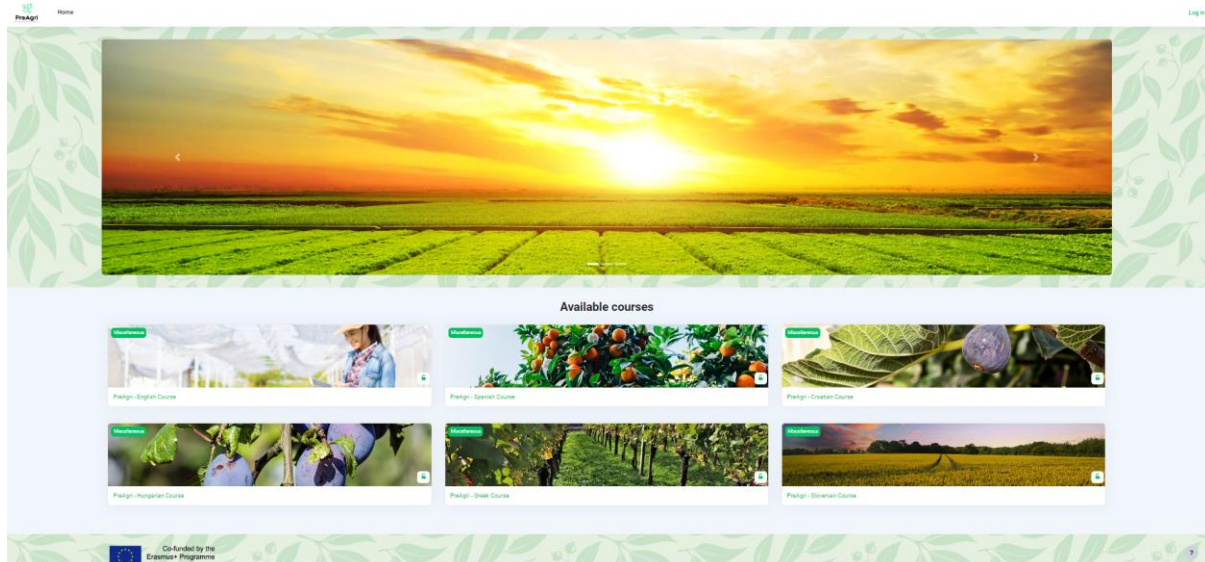 PreAgri
Home
Log in
Available courses
Miscellaneous
Miscellaneous
Miscellaneous
PreAgri - English Course
PreAgri - Spanish Course
PreAgri - Croatian Course
Miscellaneous
Miscellaneous
Miscellaneous
PreAgri - Hungarian Course
PreAgri - Greek Course
PreAgri - Slovenian Course
Co-funded by the
Erasmus+ Programme
?